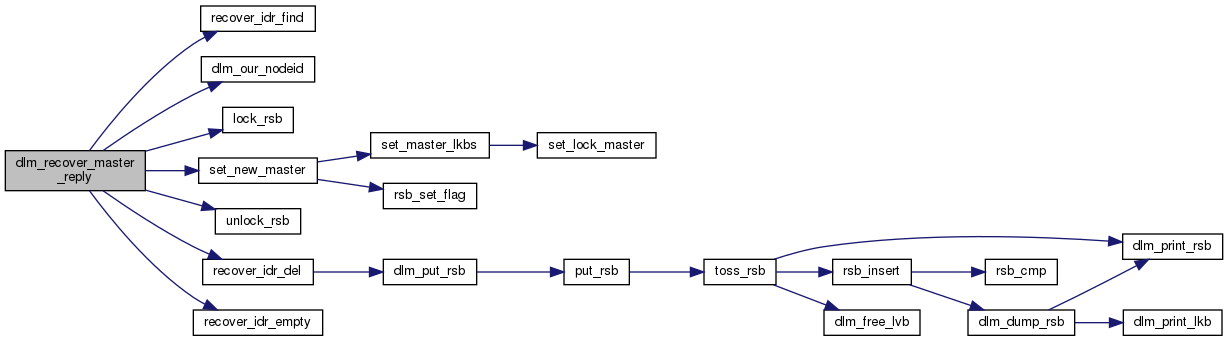 recover_idr_find
dlm_our_nodeid
lock_rsb
set_master_lkbs
set_lock_master
dlm_recover_master
_reply
set_new_master
rsb_set_flag
unlock_rsb
dlm_print_rsb
recover_idr_del
dlm_put_rsb
put_rsb
toss_rsb
rsb_insert
rsb_cmp
recover_idr_empty
dlm_free_lvb
dlm_dump_rsb
dlm_print_lkb